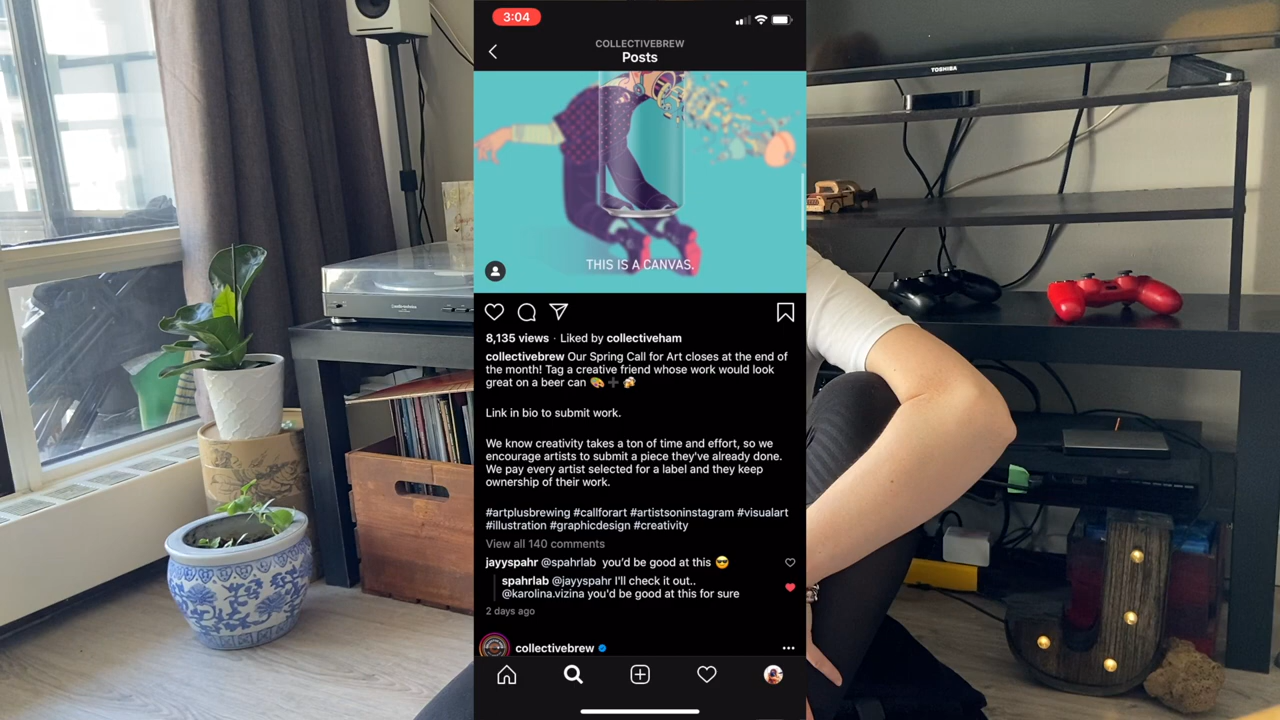 3:04
COLLECTIVEBREW
Posts
TOSHIBA
THIS IS A CANVAS.
8,135 views · Liked by collectiveham
collectivebrew Our Spring Call for Art closes at the end of
the month! Tag a creative friend whose work would look
great on a beer can 🎨 ➕ 🍻
Link in bio to submit work.
We know creativity takes a ton of time and effort, so we
encourage artists to submit a piece they've already done.
We pay every artist selected for a label and they keep
ownership of their work.
#artplusbrewing #callforart #artistsoninstagram #visualart
#illustration #graphicdesign #creativity
View all 140 comments
jayyspahr @spahrlab you'd be good at this 😎
spahrlab @jayyspahr I'll check it out..
@karolina.vizina you'd be good at this for sure
2 days ago
collectivebrew
J